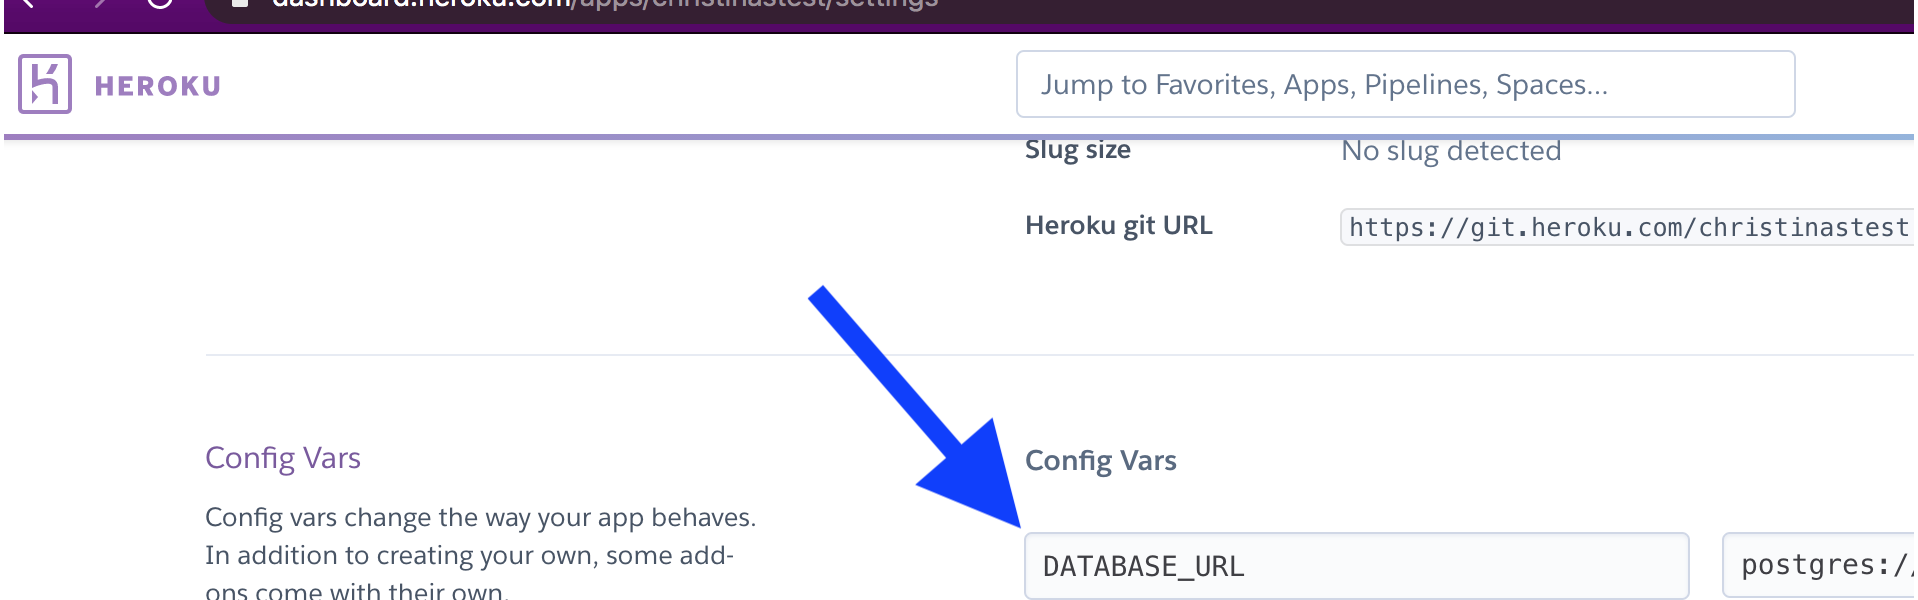 dashboard.heroku.com/apps/christinastest/settings
HEROKU
Jump to Favorites, Apps, Pipelines, Spaces...
Slug size
No slug detected
Heroku git URL
https://git.heroku.com/christinastest
Config Vars
Config vars change the way your app behaves.
In addition to creating your own, some add-
ons come with their own.
Config Vars
DATABASE_URL
postgres://